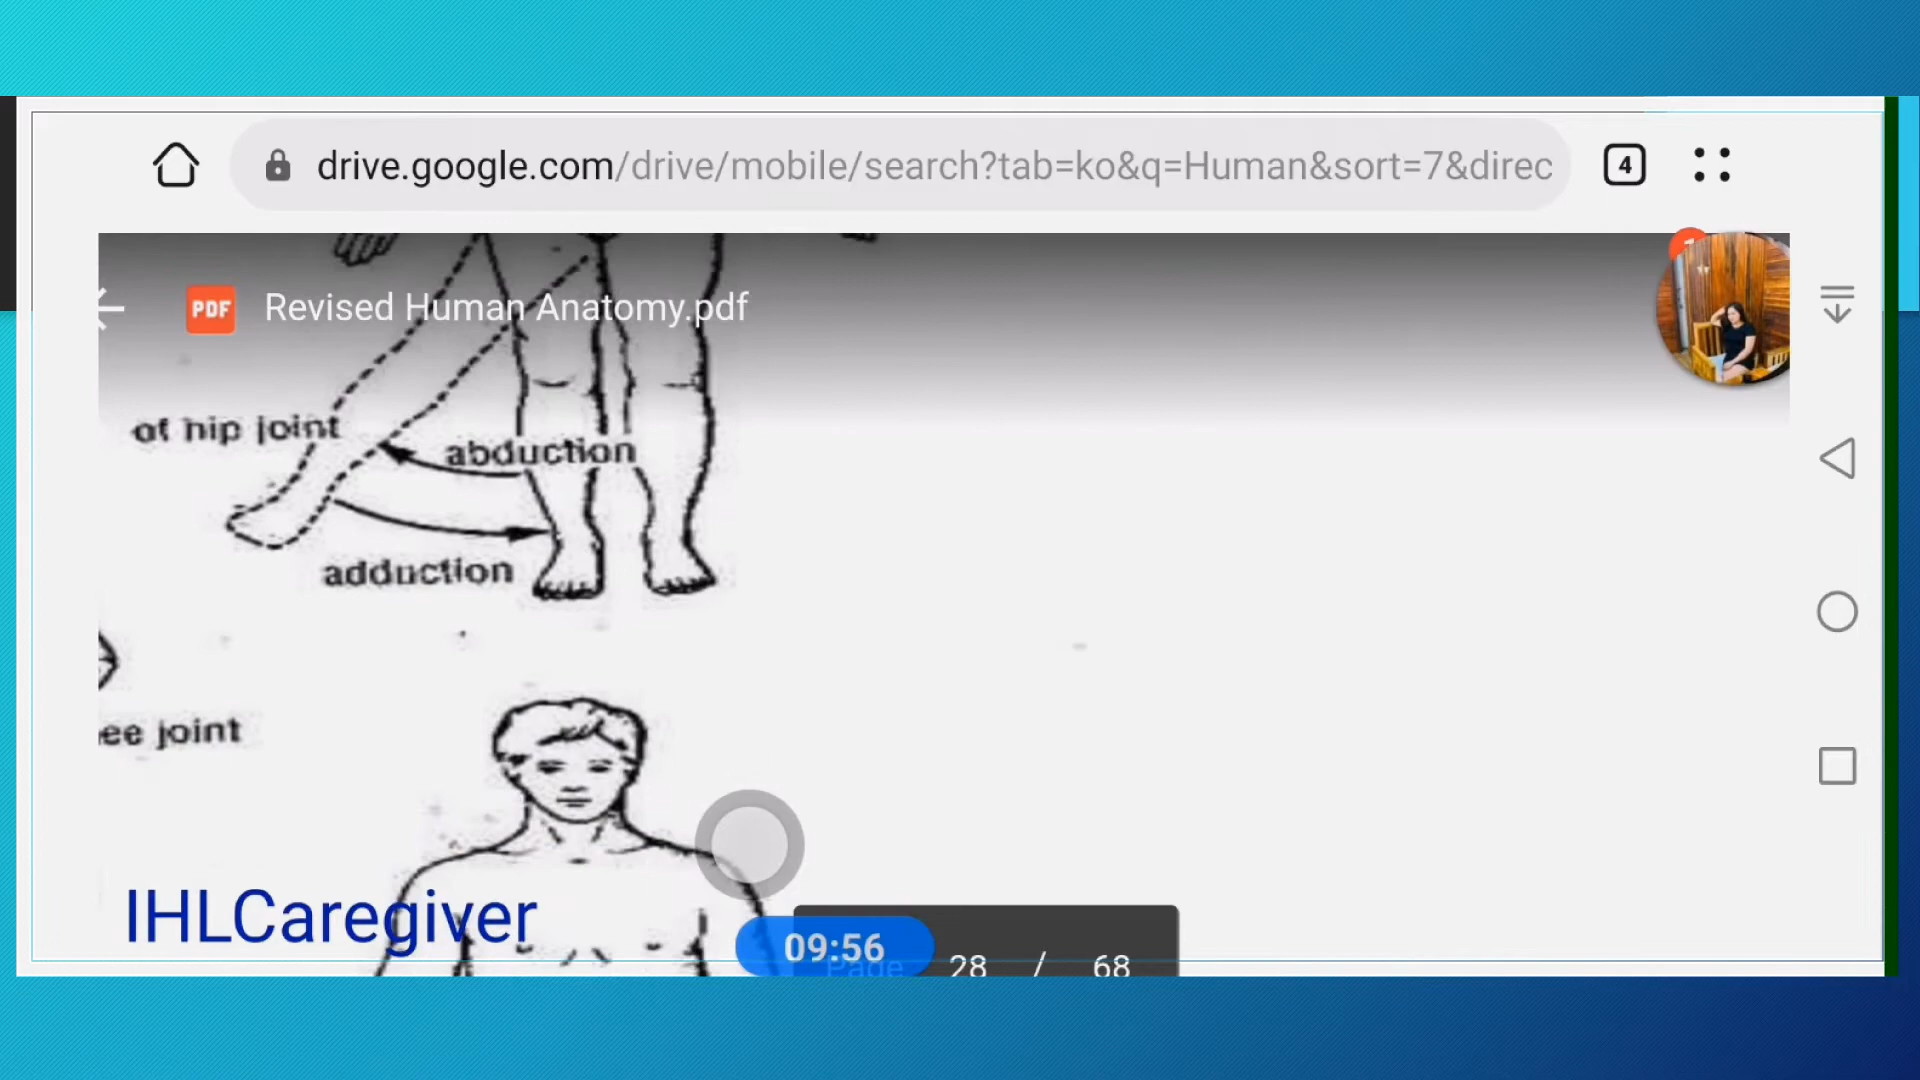 drive.google.com/drive/mobile/search?tab=ko&q=Human&sort=7&direc
4
PDF
Revised Human Anatomy.pdf
of hip joint
abduction
adduction
ee joint
IHLCaregiver
09:56
Page 28 / 68